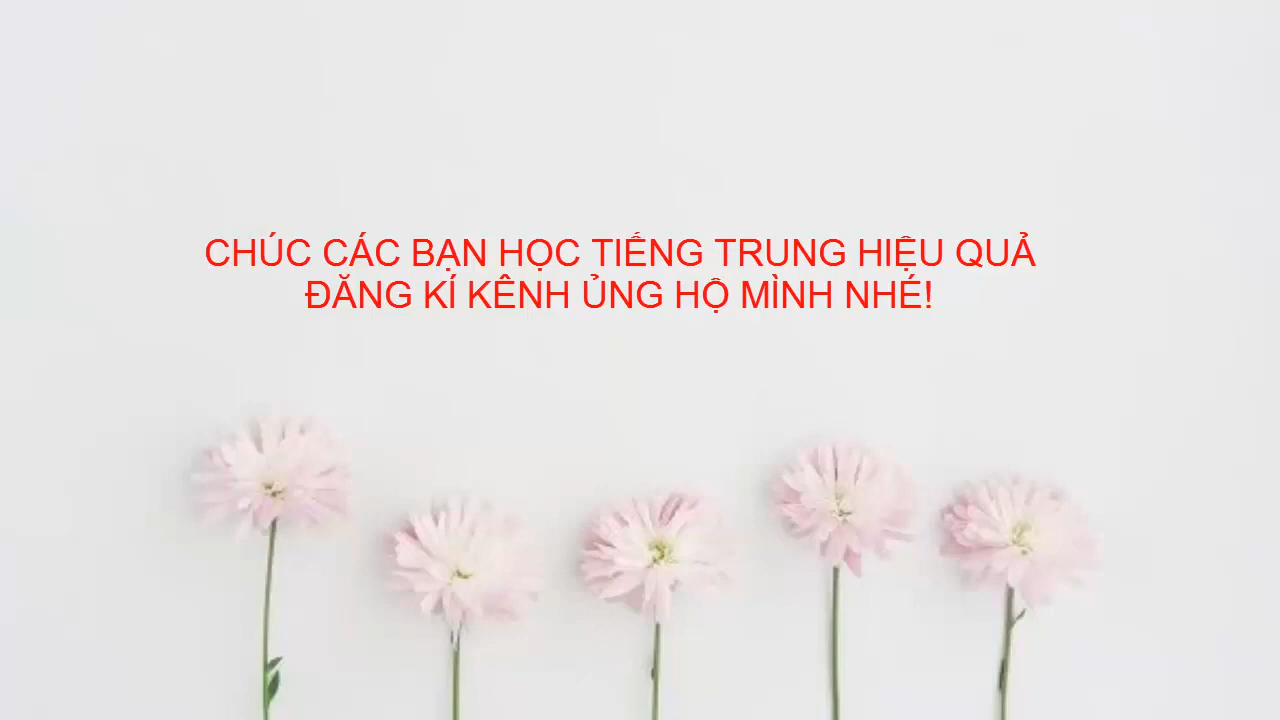 CHÚC CÁC BẠN HỌC TIẾNG TRUNG HIỆU QUẢ
ĐĂNG KÍ KÊNH ỦNG HỘ MÌNH NHÉ!